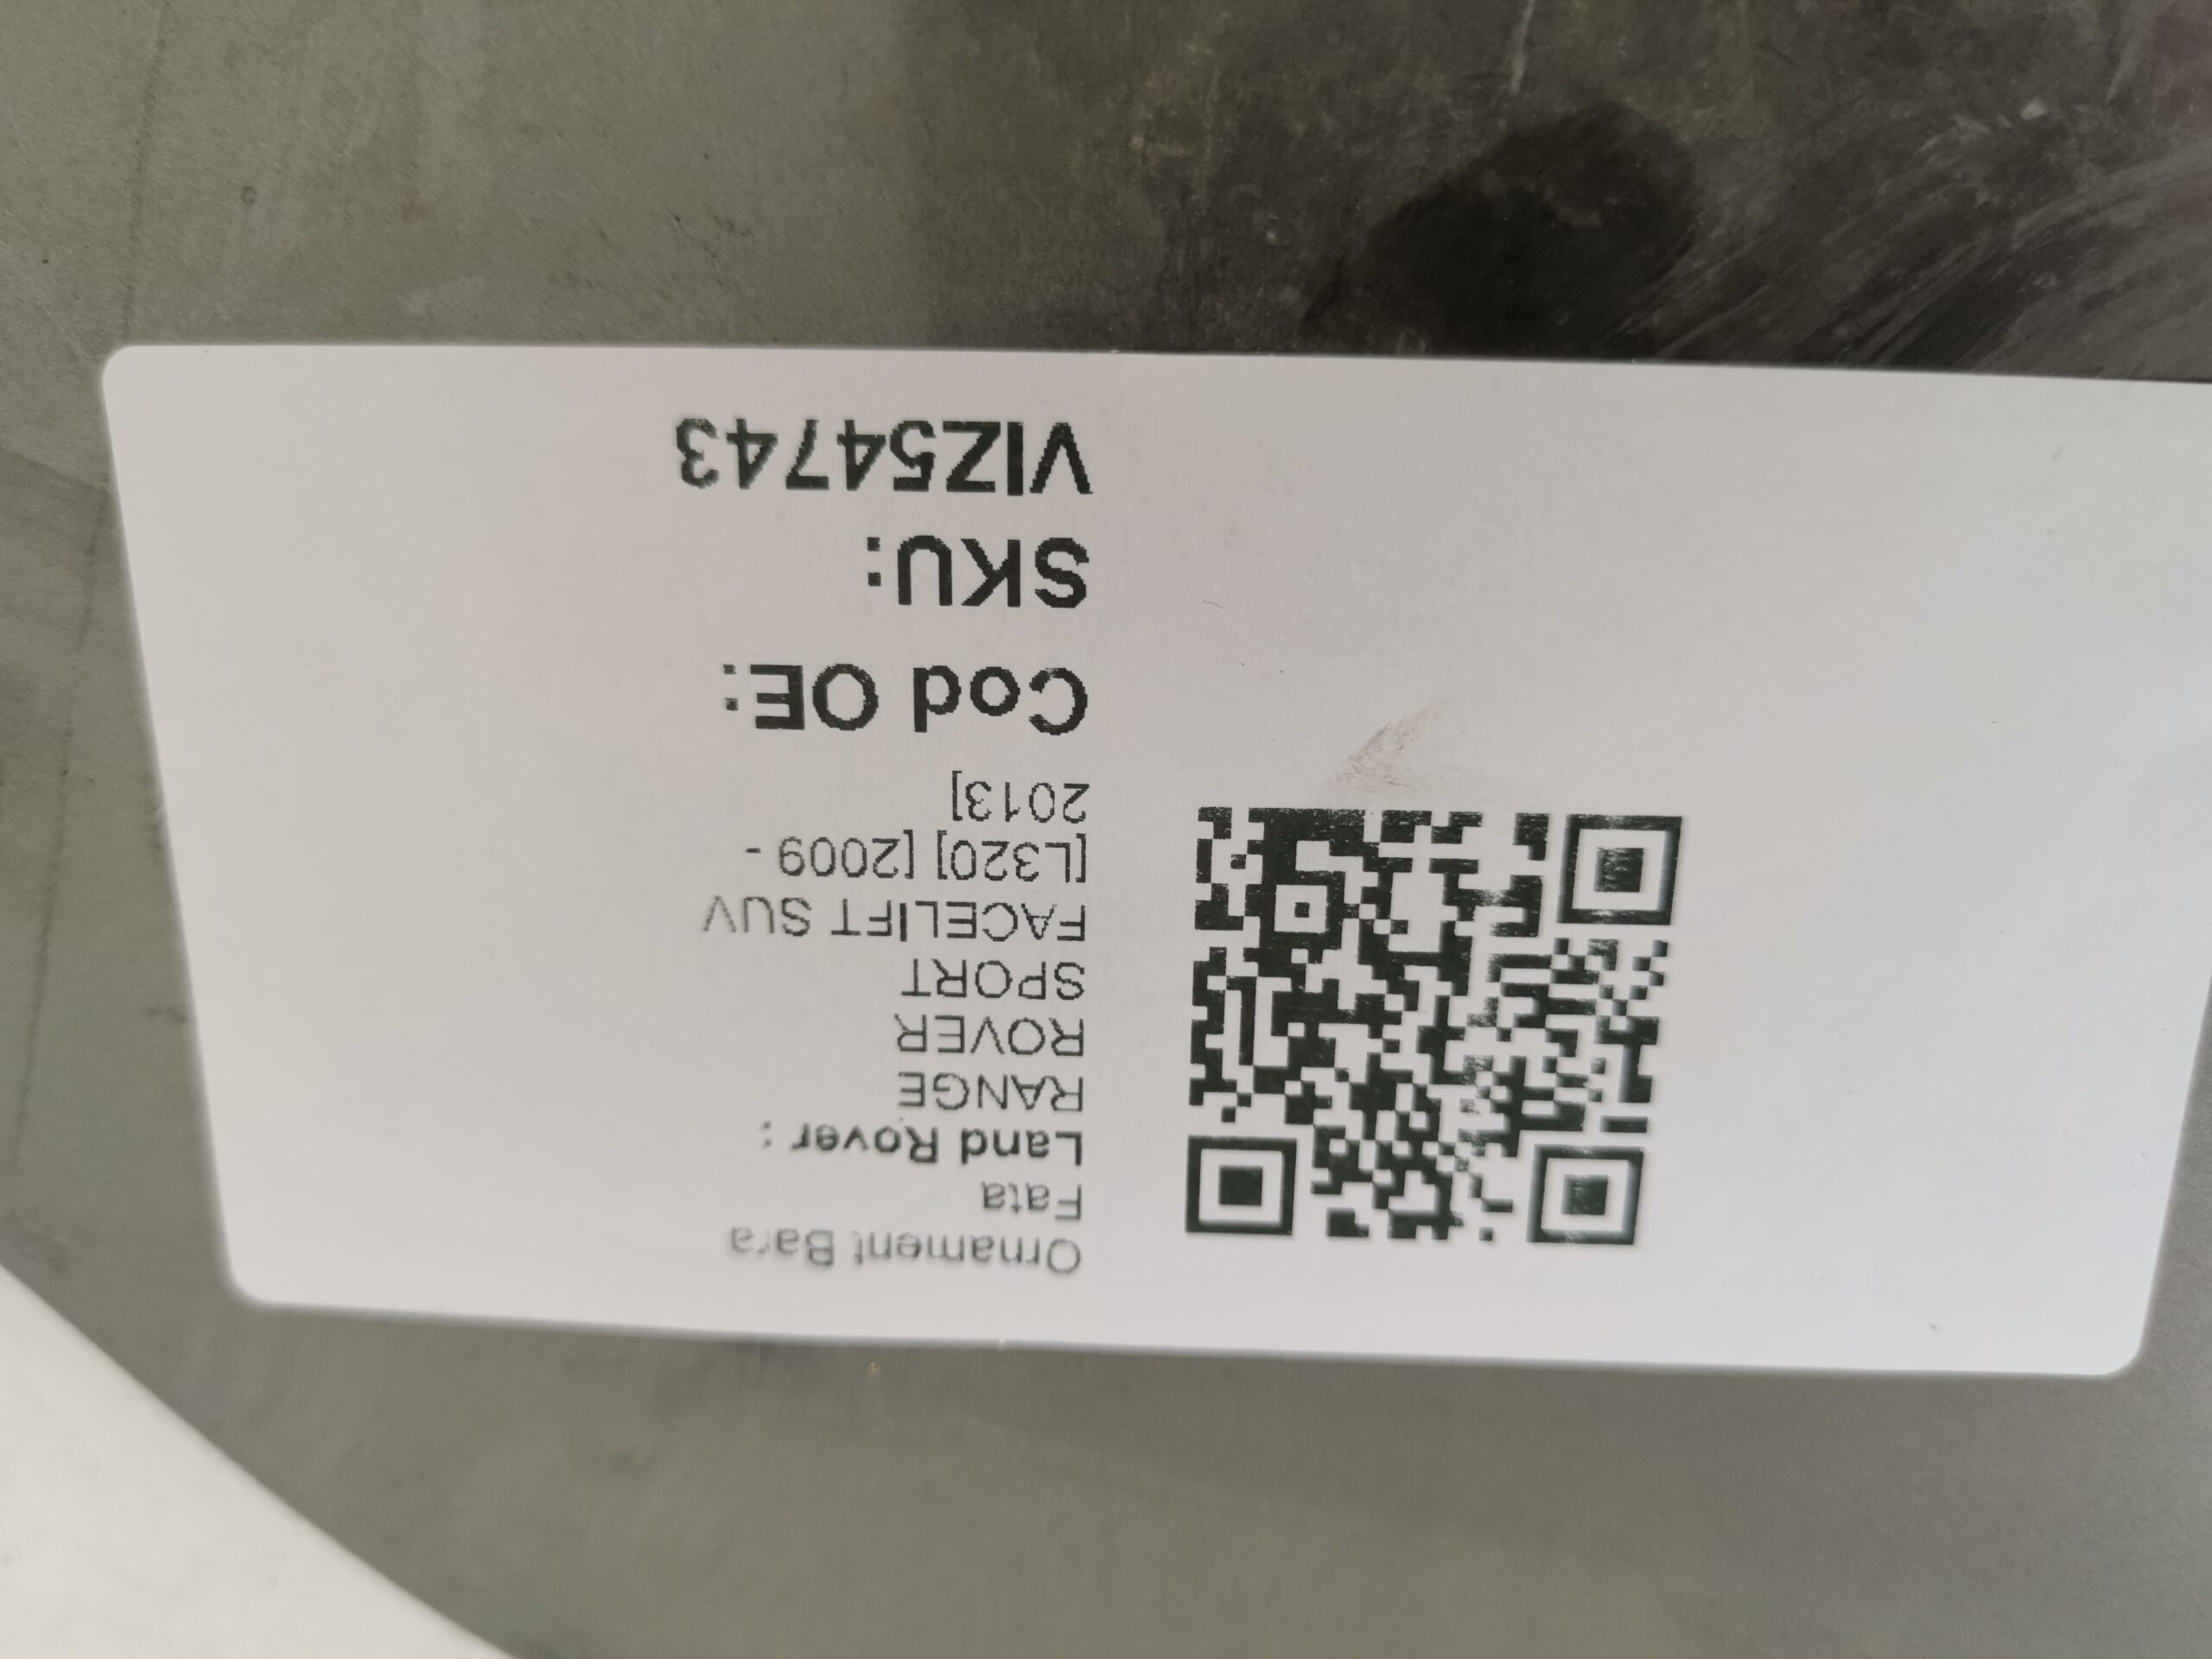 Ornament Bara
Fata
Land Rover :
RANGE
ROVER
SPORT
FACELIFT SUV
[L320] [2009 -
2013]
Cod OE:
SKU:
VIZ54743